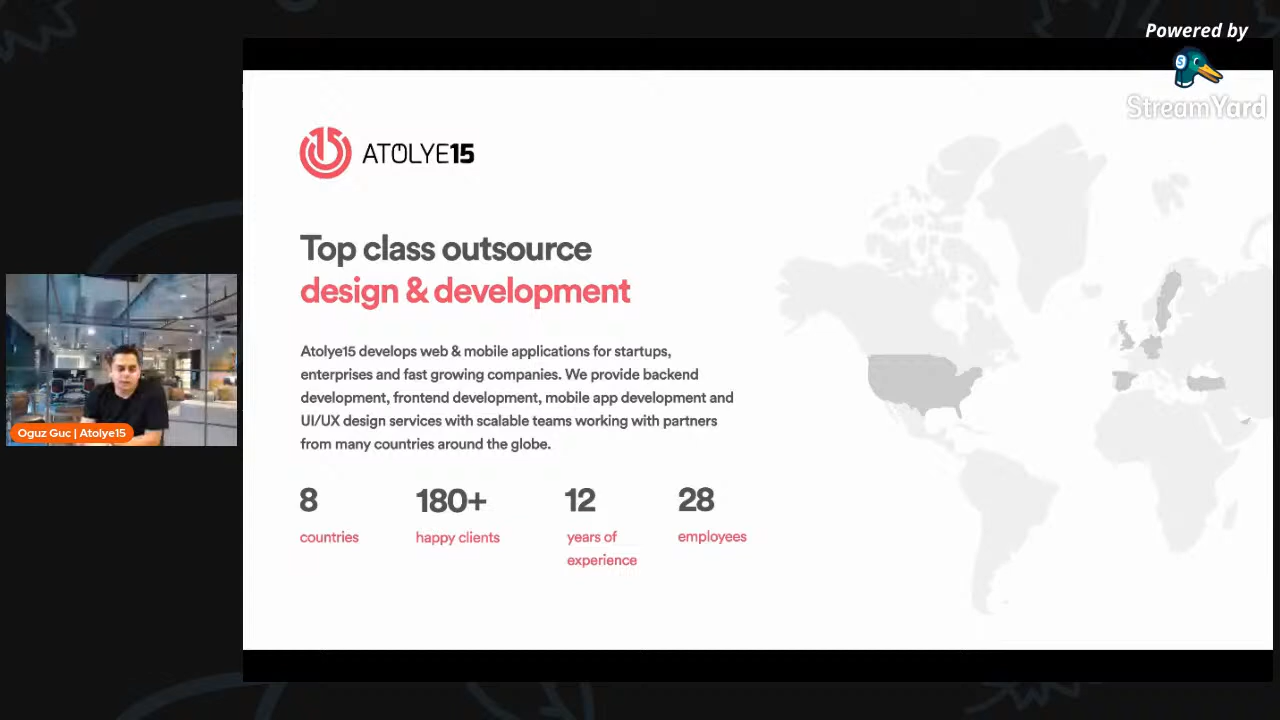 Powered by
StreamYard
ATOLYE15
Top class outsource
design & development
Atolye15 develops web & mobile applications for startups,
enterprises and fast growing companies. We provide backend
development, frontend development, mobile app development and
UI/UX design services with scalable teams working with partners
from many countries around the globe.
8
countries
180+
happy clients
12
years of
experience
28
employees
Oguz Guc | Atolye15